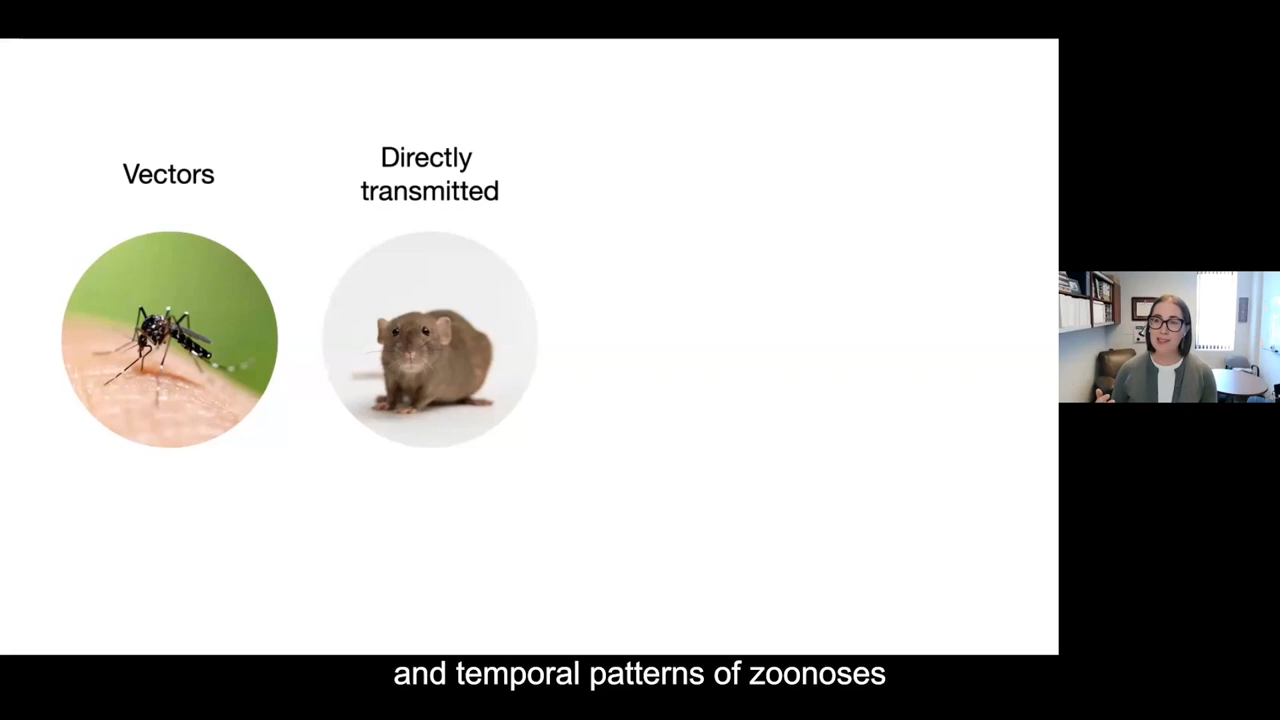 Vectors
Directly
transmitted
and temporal patterns of zoonoses